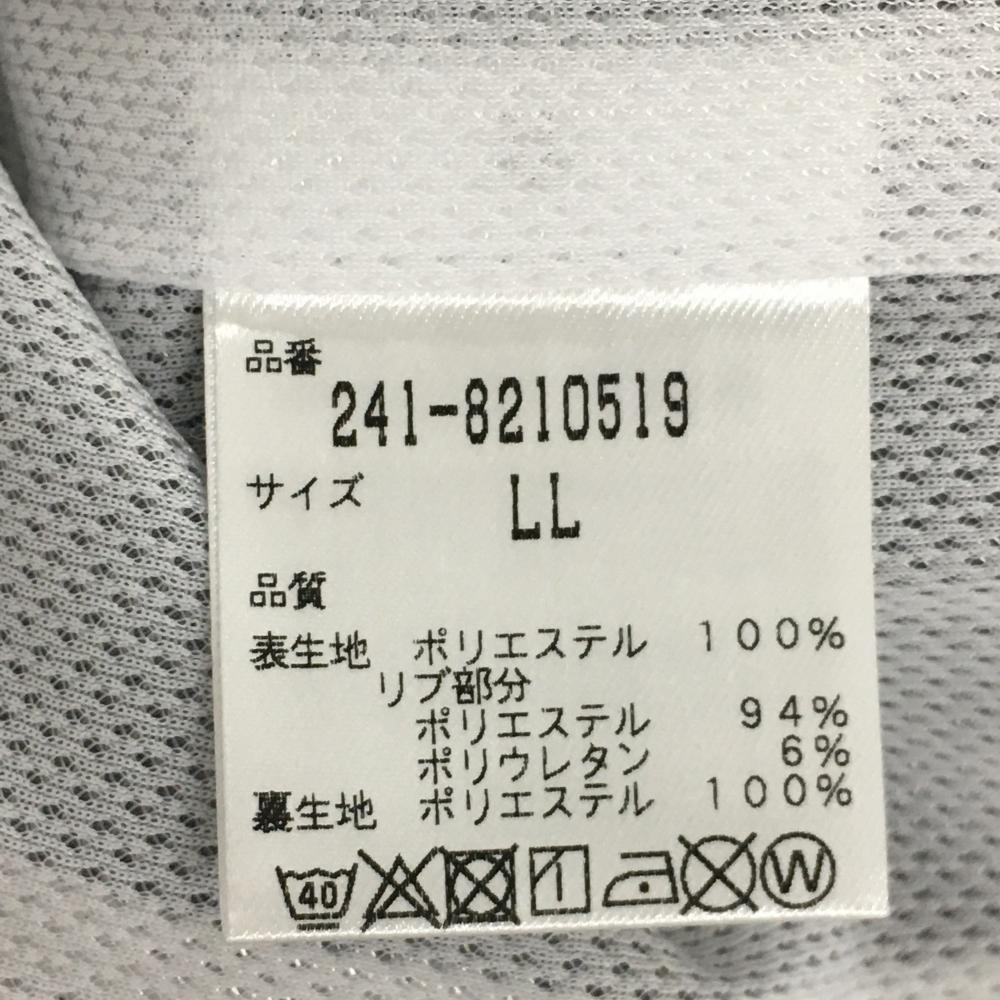 品番
241-8210519
サイズ LL
品質
表生地 ポリエステル 100%
リブ部分
ポリエステル 94%
ポリウレタン 6%
裏生地 ポリエステル 100%
40 W